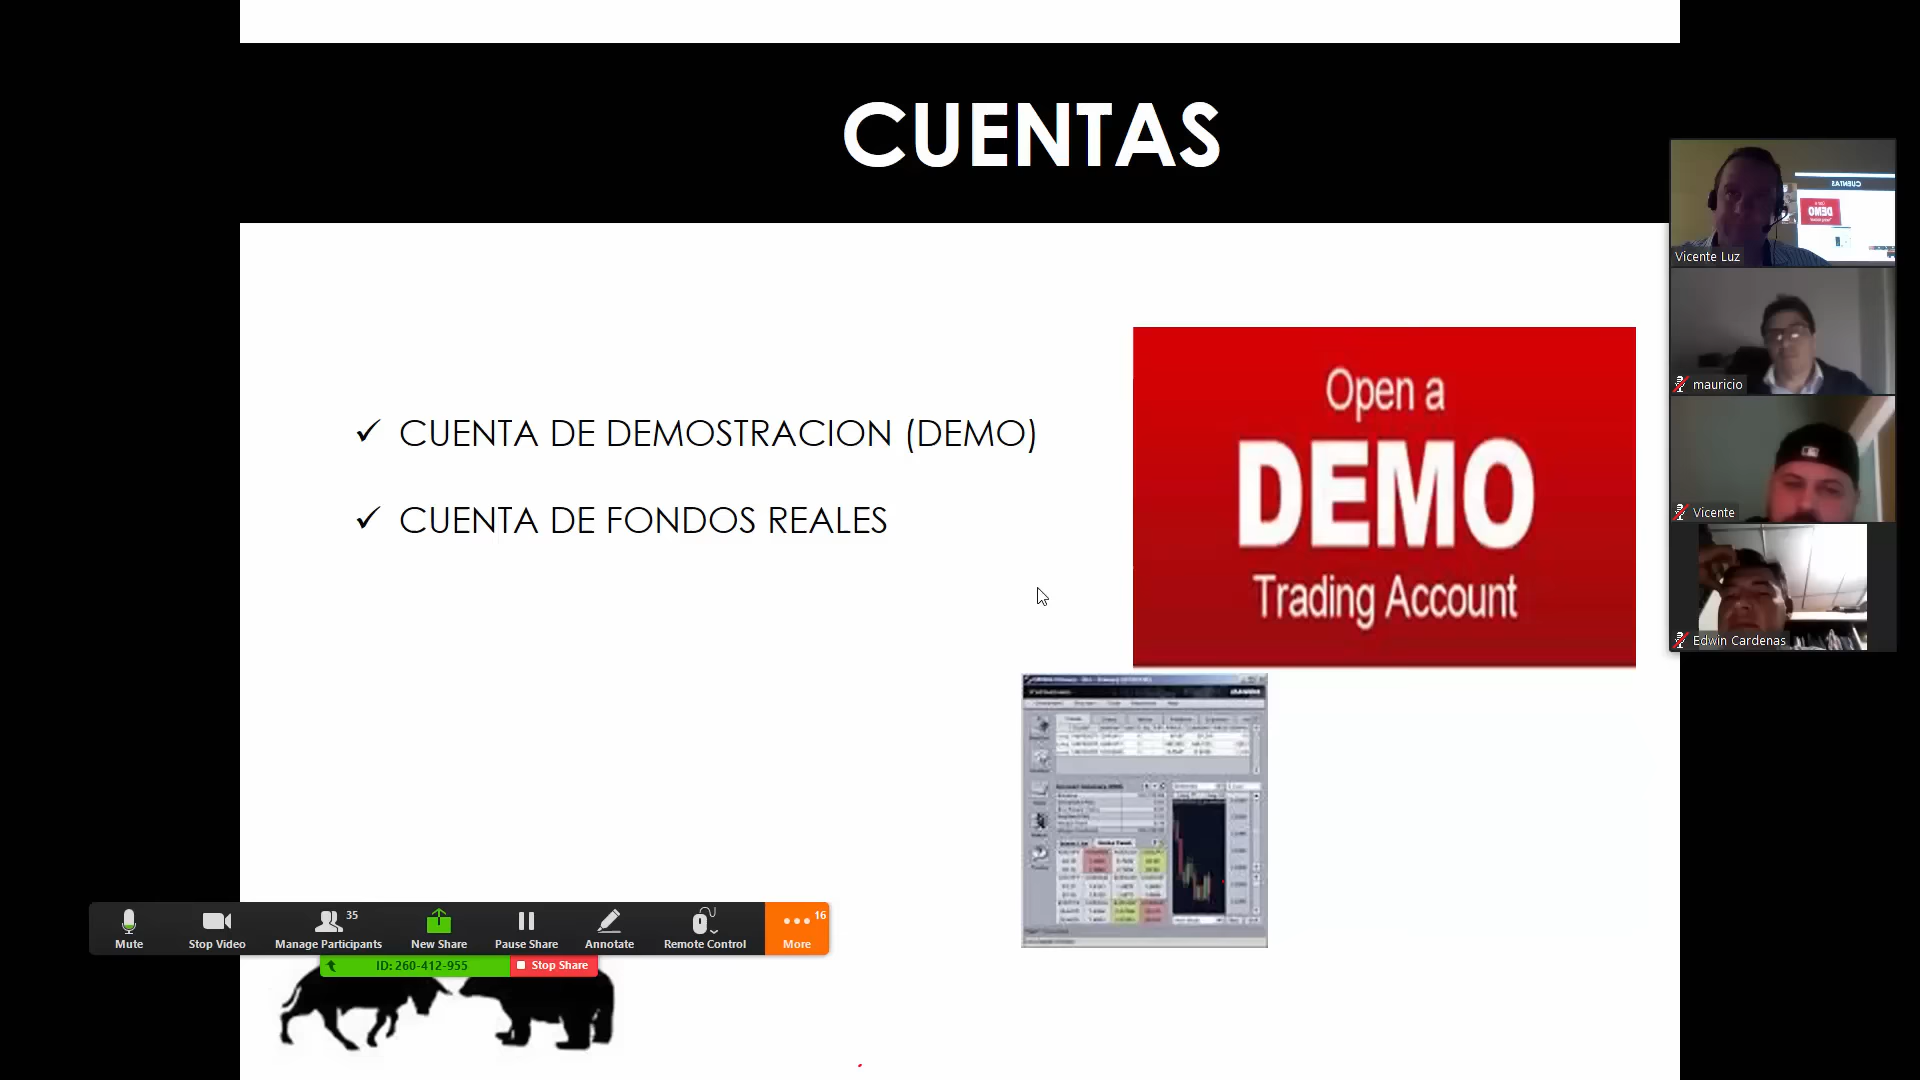 CUENTAS
CUENTA DE DEMOSTRACION (DEMO)
CUENTA DE FONDOS REALES
Open a
DEMO
Trading Account
Vicente Luz
mauricio
Vicente
Edwin Cardenas
Mute
Stop Video
35
Manage Participants
New Share
Pause Share
Annotate
Remote Control
16
More
ID: 260-412-955
Stop Share